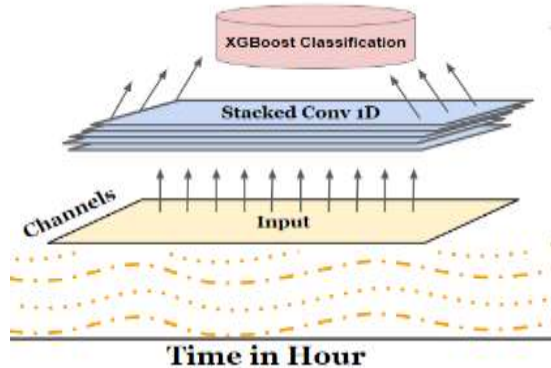 XGBoost Classification
Stacked Conv 1D
Channels
Input
Time in Hour